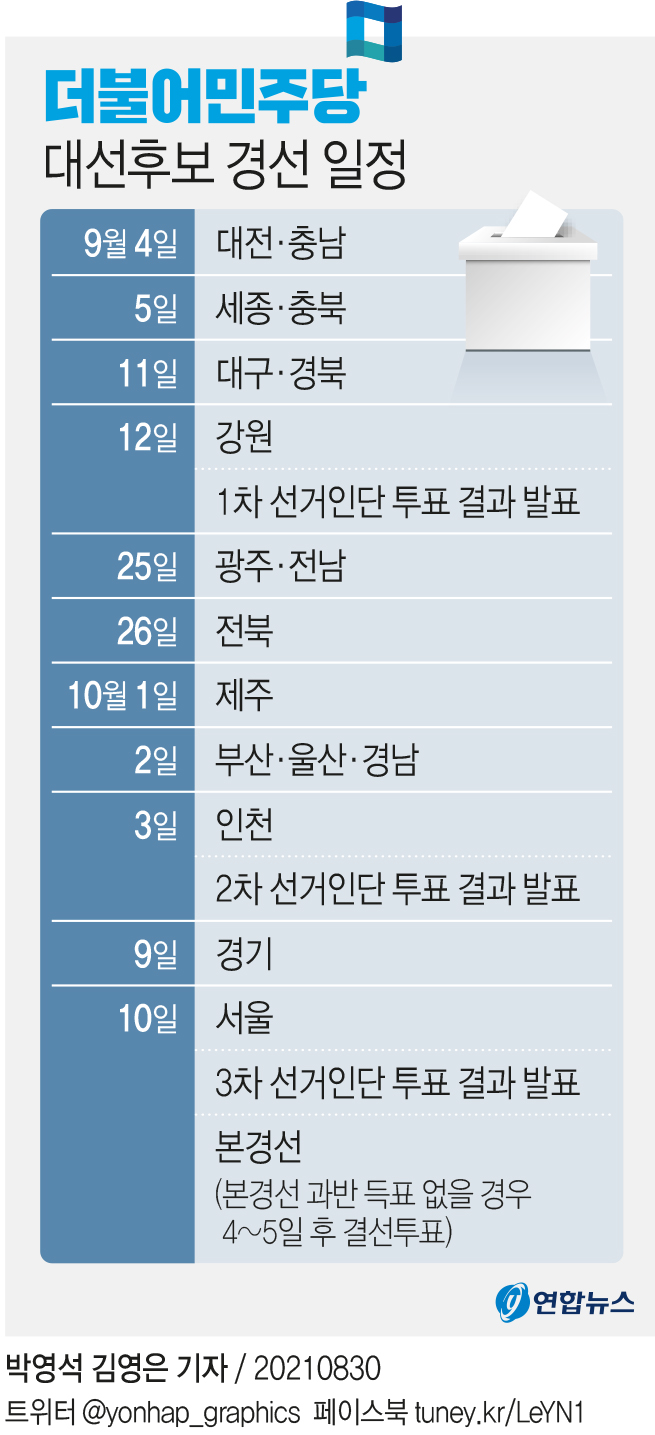 더불어민주당
대선후보 경선 일정
9월 4일 대전·충남
5일 세종·충북
11일 대구·경북
12일 강원
1차 선거인단 투표 결과 발표
25일 광주·전남
26일 전북
10월 1일 제주
2일 부산·울산·경남
3일 인천
2차 선거인단 투표 결과 발표
9일 경기
10일 서울
3차 선거인단 투표 결과 발표
본경선
(본경선 과반 득표 없을 경우
4~5일 후 결선투표)
연합뉴스
박영석 김영은 기자 / 20210830
트위터 @yonhap_graphics 페이스북 tuney.kr/LeYN1